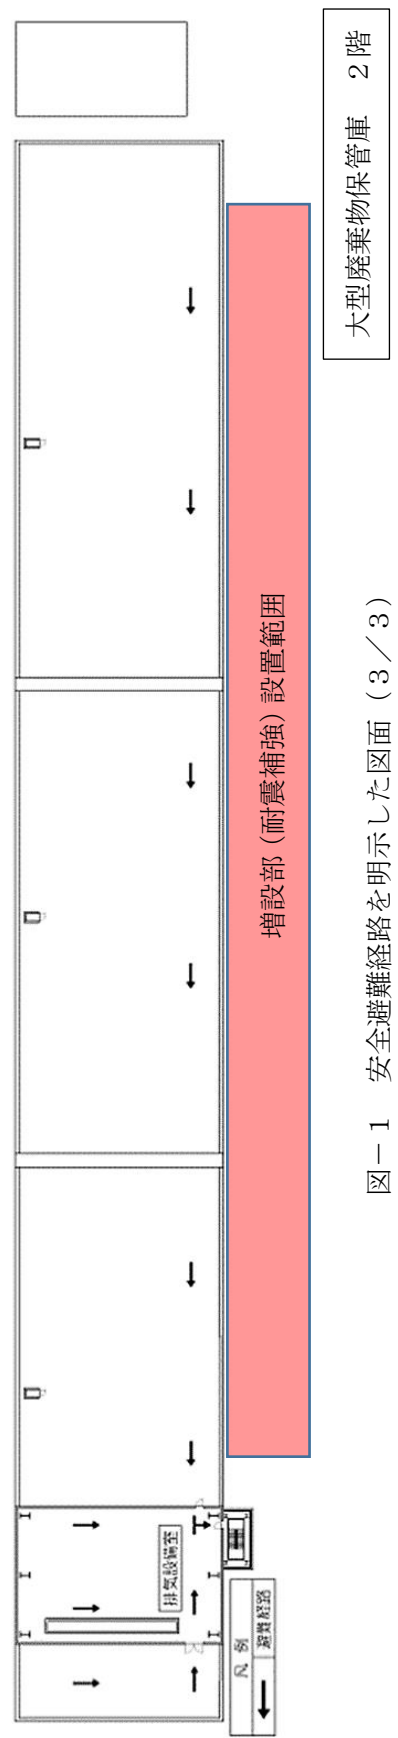 大型廃棄物保管庫　２階
増設部（耐震補強）設置範囲
排気設備室
凡 例
避難経路
図－１　安全避難経路を明示した図面（３／３）